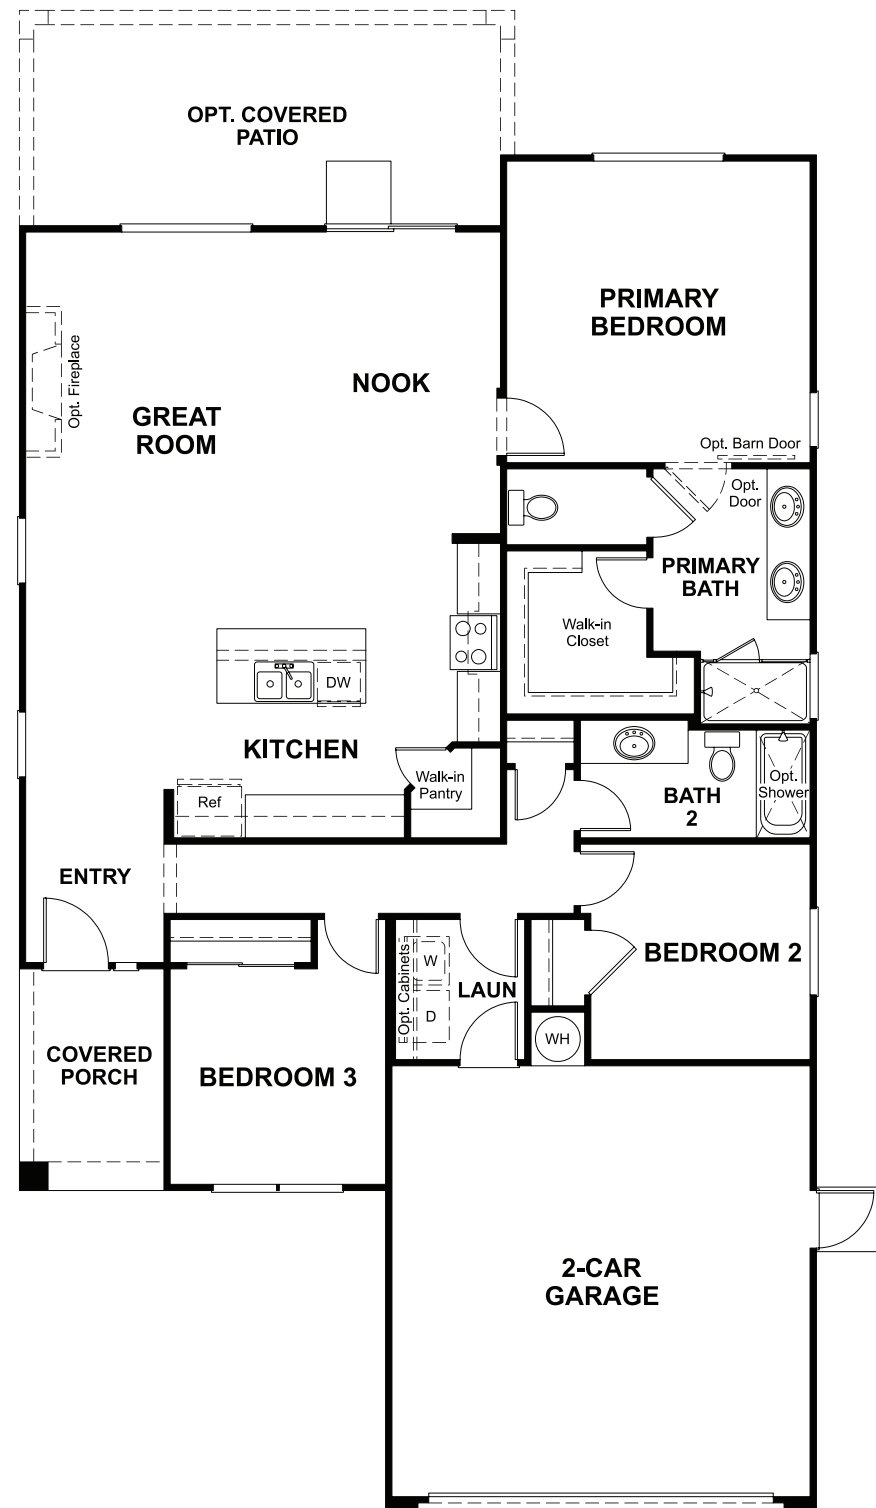 OPT. COVERED
PATIO
PRIMARY
BEDROOM
Opt. Fireplace
NOOK
GREAT
ROOM
Opt. Barn Door
Opt.
Door
PRIMARY
BATH
Walk-in
Closet
DW
KITCHEN
Walk-in
Pantry
Ref
Opt.
Shower
BATH
2
ENTRY
BEDROOM 2
Opt. Cabinets
W
LAUN
D
WH
COVERED
PORCH
BEDROOM 3
2-CAR
GARAGE